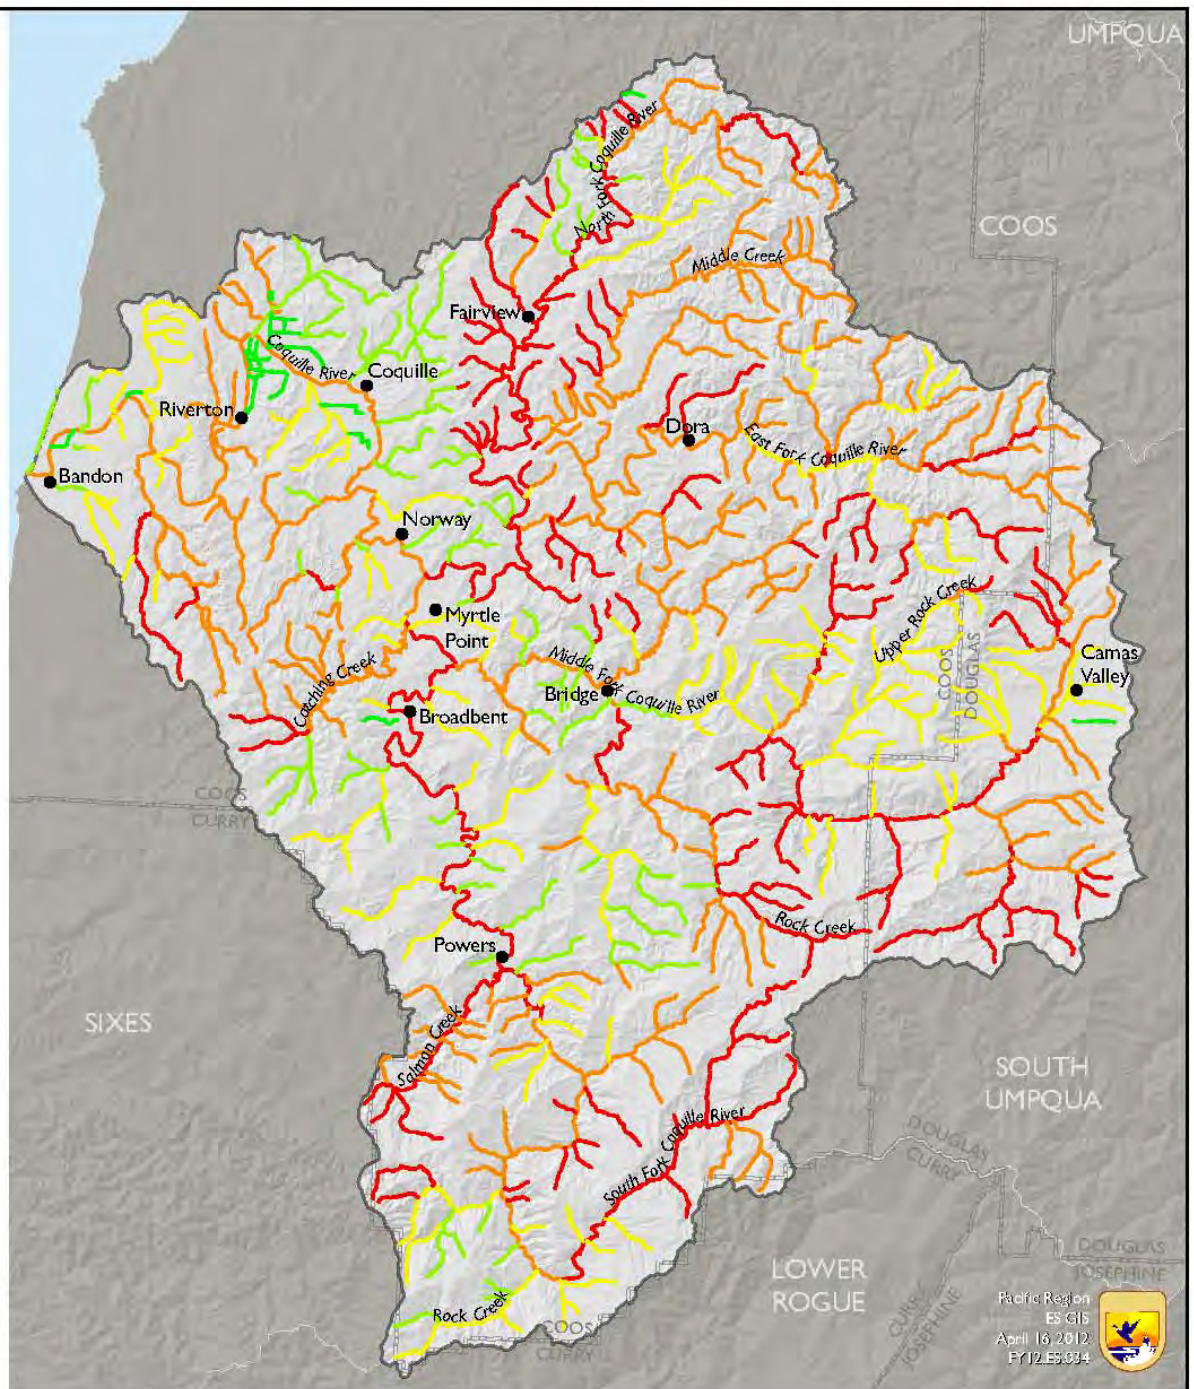 UMPQUA
North Fork Coquille River
COOS
Middle Creek
Fairview
Coquille River
Coquille
Riverton
Dora
East Fork Coquille River
Bandon
Norway
Upper Rock Creek
Myrtle
Point
COOS
DOUGLAS
Camas
Valley
Catching Creek
Middle Fork Coquille River
Bridge
Broadbent
COOS
CURRY
Rock Creek
Powers
SIXES
Salmon Creek
SOUTH
UMPQUA
South Fork Coquille River
DOUGLAS
CURRY
LOWER
ROGUE
DOUGLAS
JOSEPHINE
Rock Creek
COOS
CURRY
CURRY
JOSEPHINE
Pacific Region
ES GIS
April 16, 2012
FY12.ES.034